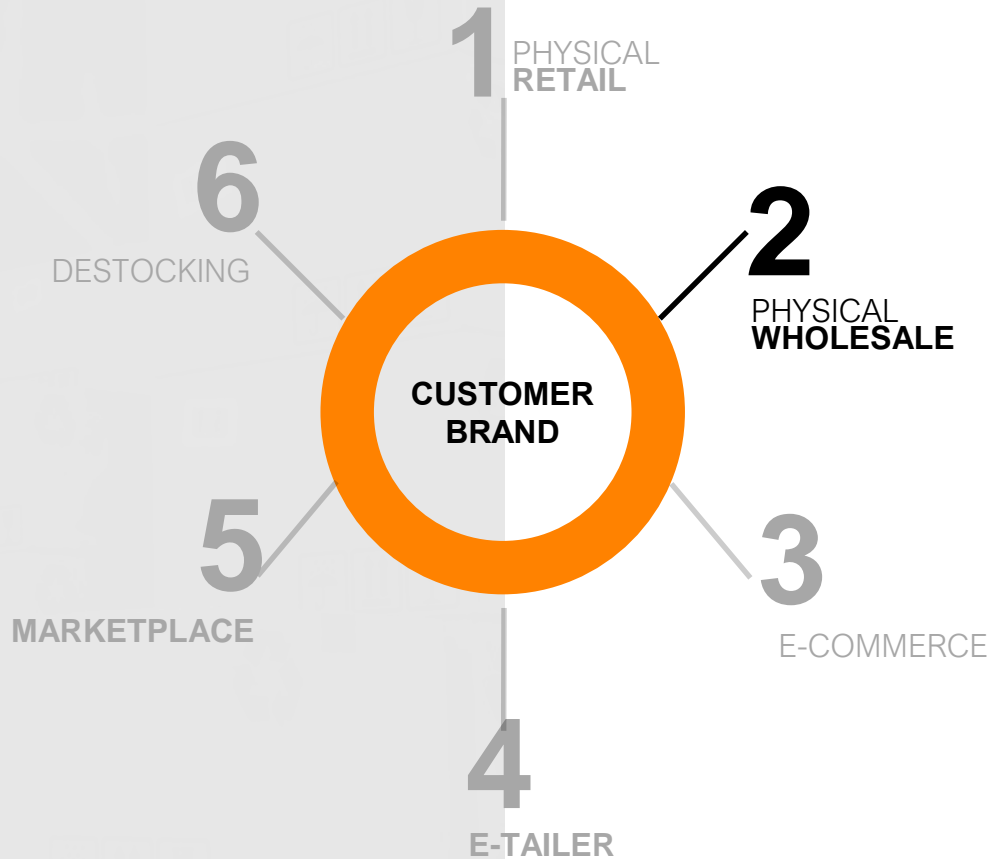 1
PHYSICAL
RETAIL
2
PHYSICAL
WHOLESALE
3
E-COMMERCE
4
E-TAILER
5
MARKETPLACE
6
DESTOCKING
CUSTOMER
BRAND